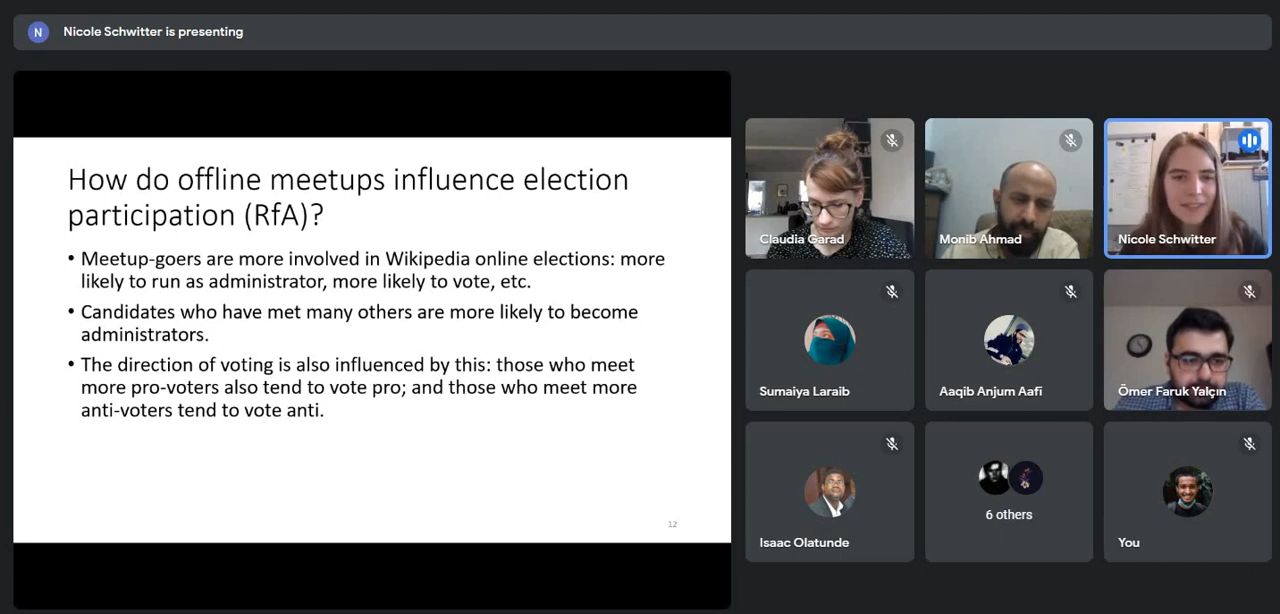 N
Nicole Schwitter is presenting
How do offline meetups influence election
participation (RfA)?
• Meetup-goers are more involved in Wikipedia online elections: more
likely to run as administrator, more likely to vote, etc.
• Candidates who have met many others are more likely to become
administrators.
• The direction of voting is also influenced by this: those who meet
more pro-voters also tend to vote pro; and those who meet more
anti-voters tend to vote anti.
12
Claudia Garad
Monib Ahmad
Nicole Schwitter
Sumaiya Laraib
Aaqib Anjum Aafī
Ömer Faruk Yalçın
Isaac Olatunde
6 others
You